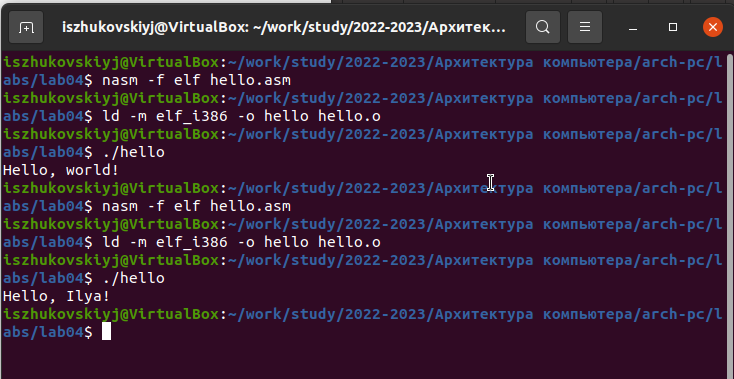 iszhukovskiyj@VirtualBox: ~/work/study/2022-2023/Архитек...
iszhukovskiyj@VirtualBox:~/work/study/2022-2023/Архитектура компьютера/arch-pc/l
abs/lab04$ nasm -f elf hello.asm
iszhukovskiyj@VirtualBox:~/work/study/2022-2023/Архитектура компьютера/arch-pc/l
abs/lab04$ ld -m elf_i386 -o hello hello.o
iszhukovskiyj@VirtualBox:~/work/study/2022-2023/Архитектура компьютера/arch-pc/l
abs/lab04$ ./hello
Hello, world!
iszhukovskiyj@VirtualBox:~/work/study/2022-2023/Архитектура компьютера/arch-pc/l
abs/lab04$ nasm -f elf hello.asm
iszhukovskiyj@VirtualBox:~/work/study/2022-2023/Архитектура компьютера/arch-pc/l
abs/lab04$ ld -m elf_i386 -o hello hello.o
iszhukovskiyj@VirtualBox:~/work/study/2022-2023/Архитектура компьютера/arch-pc/l
abs/lab04$ ./hello
Hello, Ilya!
iszhukovskiyj@VirtualBox:~/work/study/2022-2023/Архитектура компьютера/arch-pc/l
abs/lab04$